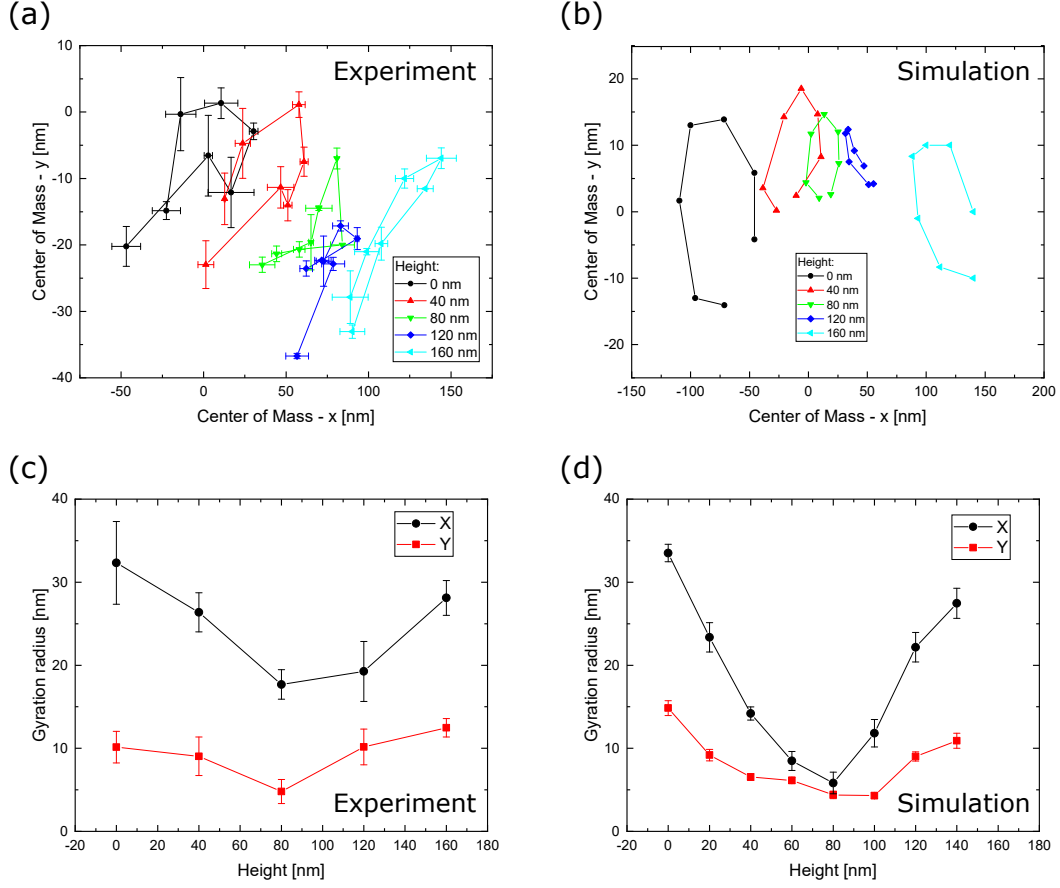 (a)
Experiment
10
0
-10
-20
-30
-40
Center of Mass - y [nm]
-50
0
50
100
150
Center of Mass - x [nm]
Height:
0 nm
40 nm
80 nm
120 nm
160 nm
(b)
Simulation
20
10
0
-10
-20
Center of Mass - y [nm]
-150
-100
-50
0
50
100
150
200
Center of Mass - x [nm]
Height:
0 nm
40 nm
80 nm
120 nm
160 nm
(c)
X
Y
Experiment
40
30
20
10
0
Gyration radius [nm]
-20
0
20
40
60
80
100
120
140
160
180
Height [nm]
(d)
X
Y
Simulation
40
30
20
10
0
Gyration radius [nm]
-20
0
20
40
60
80
100
120
140
160
180
Height [nm]